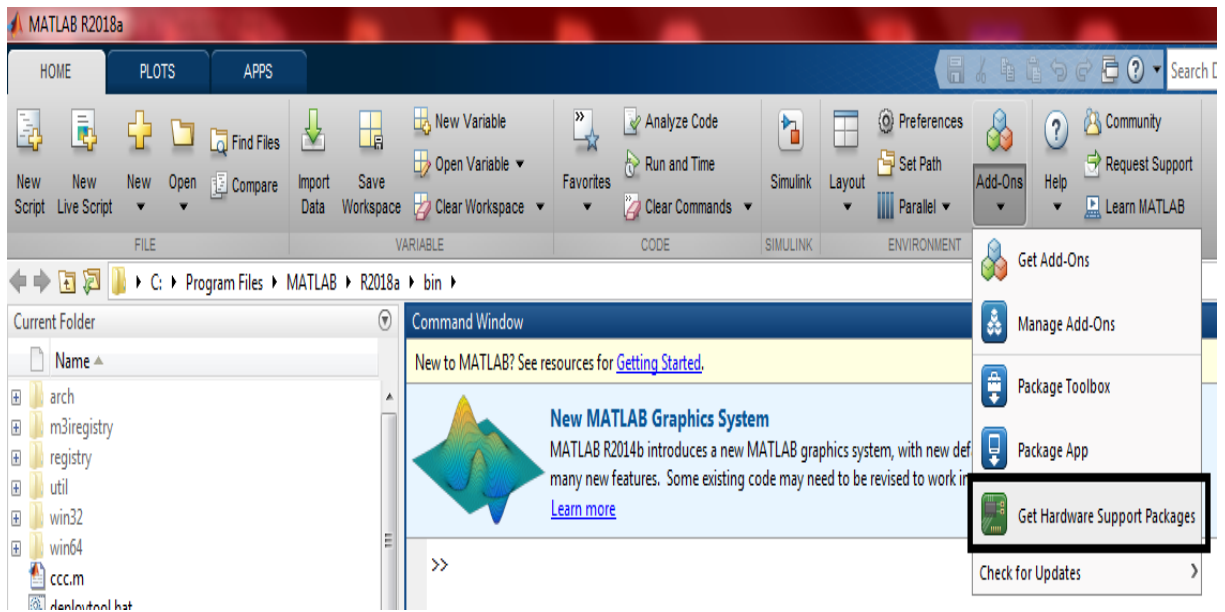 MATLAB R2018a
HOME PLOTS APPS
Search D
New Script
New Live Script
New
Open
Find Files
Compare
Import Data
Save Workspace
New Variable
Open Variable
Clear Workspace
Favorites
Analyze Code
Run and Time
Clear Commands
Simulink
Layout
Preferences
Set Path
Parallel
Add-Ons
Help
Community
Request Support
Learn MATLAB
FILE VARIABLE CODE SIMULINK ENVIRONMENT
C: Program Files MATLAB R2018a bin
Current Folder
Name
arch
m3iregistry
registry
util
win32
win64
ccc.m
deploytool.bat
Command Window
New to MATLAB? See resources for Getting Started.
New MATLAB Graphics System
MATLAB R2014b introduces a new MATLAB graphics system, with new def
many new features. Some existing code may need to be revised to work in
Learn more
>>
Get Add-Ons
Manage Add-Ons
Package Toolbox
Package App
Get Hardware Support Packages
Check for Updates